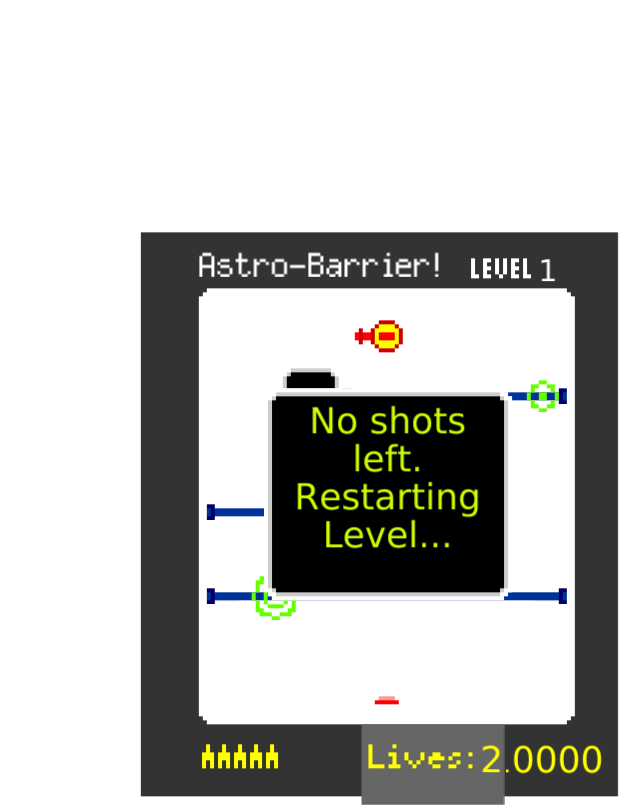 Astro-Barrier! LEVEL 1
No shots
left.
Restarting
Level...
Lives:2.0000